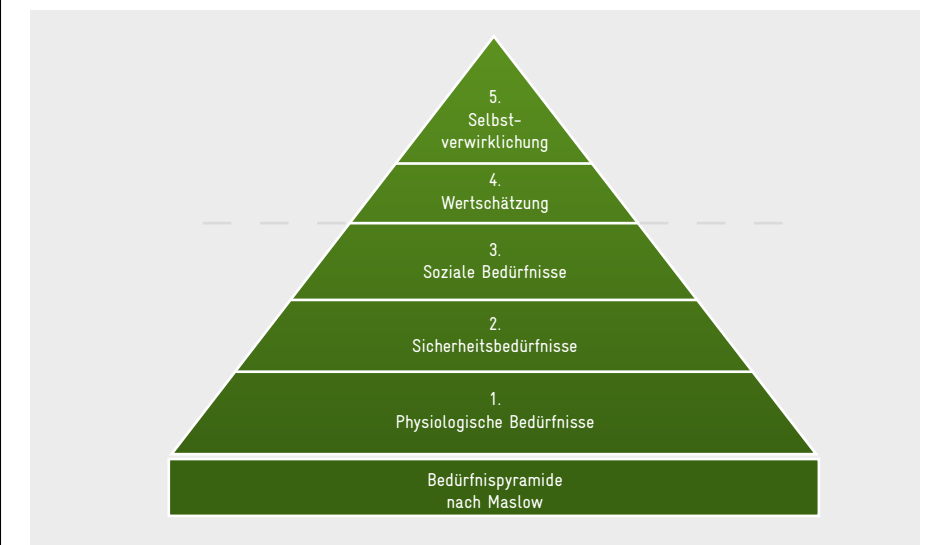 5.
Selbst-
verwirklichung
4.
Wertschätzung
3.
Soziale Bedürfnisse
2.
Sicherheitsbedürfnisse
1.
Physiologische Bedürfnisse
Bedürfnispyramide
nach Maslow